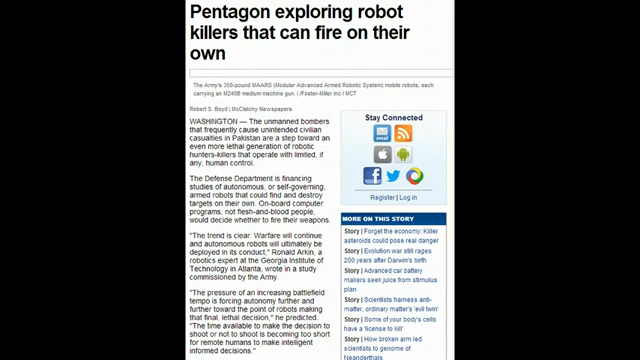 Pentagon exploring robot
killers that can fire on their
own
The Army's 350-pound MAARS (Modular Advanced Armed Robotic System) mobile robots, each
carrying an M240B medium machine gun. | /Foster-Miller Inc / MCT
Robert S. Boyd | McClatchy Newspapers
WASHINGTON — The unmanned bombers
that frequently cause unintended civilian
casualties in Pakistan are a step toward an
even more lethal generation of robotic
hunters-killers that operate with limited, if
any, human control.
The Defense Department is financing
studies of autonomous, or self-governing,
armed robots that could find and destroy
targets on their own. On-board computer
programs, not flesh-and-blood people,
would decide whether to fire their weapons.
"The trend is clear: Warfare will continue
and autonomous robots will ultimately be
deployed in its conduct," Ronald Arkin, a
robotics expert at the Georgia Institute of
Technology in Atlanta, wrote in a study
commissioned by the Army.
"The pressure of an increasing battlefield
tempo is forcing autonomy further and
further toward the point of robots making
that final, lethal decision," he predicted.
"The time available to make the decision to
shoot or not to shoot is becoming too short
for remote humans to make intelligent
informed decisions."
Stay Connected
email
Register | Log in
MORE ON THIS STORY
Story | Forget the economy: Killer
asteroids could pose real danger
Story | Evolution war still rages
200 years after Darwin's birth
Story | Advanced car battery
makers seek juice from stimulus
plan
Story | Scientists harness anti-
matter, ordinary matter's 'evil twin'
Story | Some of your body's cells
have a 'license to kill'
Story | How broken arm led
scientists to genome of
Neanderthals